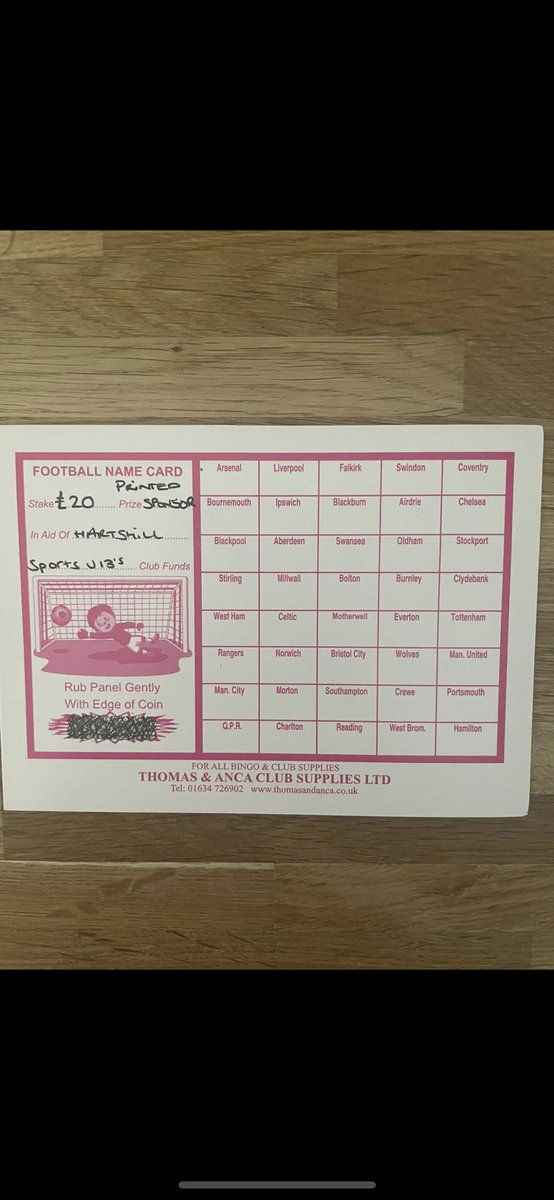 FOOTBALL NAME CARD
PRINTED
Stake £20........ Prize SPONSOR
In Aid Of HARTSHILL.........
Sports U13's..... Club Funds
Rub Panel Gently
With Edge of Coin
Arsenal Liverpool Falkirk Swindon Coventry
Bournemouth Ipswich Blackburn Airdrie Chelsea
Blackpool Aberdeen Swansea Oldham Stockport
Stirling Millwall Bolton Burnley Clydebank
West Ham Celtic Motherwell Everton Tottenham
Rangers Norwich Bristol City Wolves Man. United
Man. City Morton Southampton Crewe Portsmouth
Q.P.R. Charlton Reading West Brom. Hamilton
FOR ALL BINGO & CLUB SUPPLIES
THOMAS & ANCA CLUB SUPPLIES LTD
Tel: 01634 726902 www.thomasandanca.co.uk